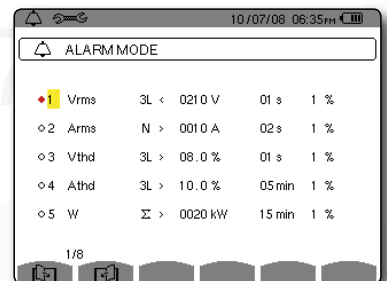 10/07/08 06:35PM
ALARM MODE
1 Vrms 3L < 0210 V 01 s 1 %
2 Arms N > 0010 A 02 s 1 %
3 Vthd 3L > 08.0 % 01 s 1 %
4 Athd 3L > 10.0 % 05 min 1 %
5 W Σ > 0020 kW 15 min 1 %
1/8